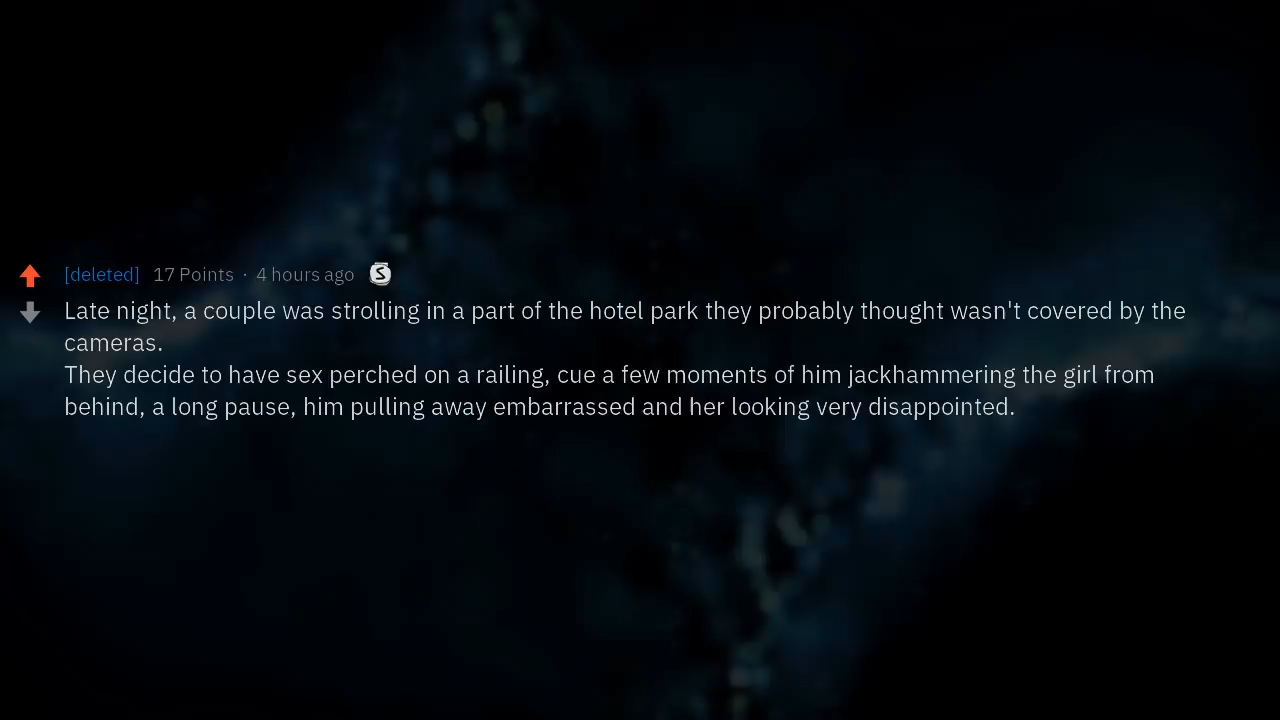 [deleted] 17 Points · 4 hours ago S
Late night, a couple was strolling in a part of the hotel park they probably thought wasn't covered by the
cameras.
They decide to have sex perched on a railing, cue a few moments of him jackhammering the girl from
behind, a long pause, him pulling away embarrassed and her looking very disappointed.